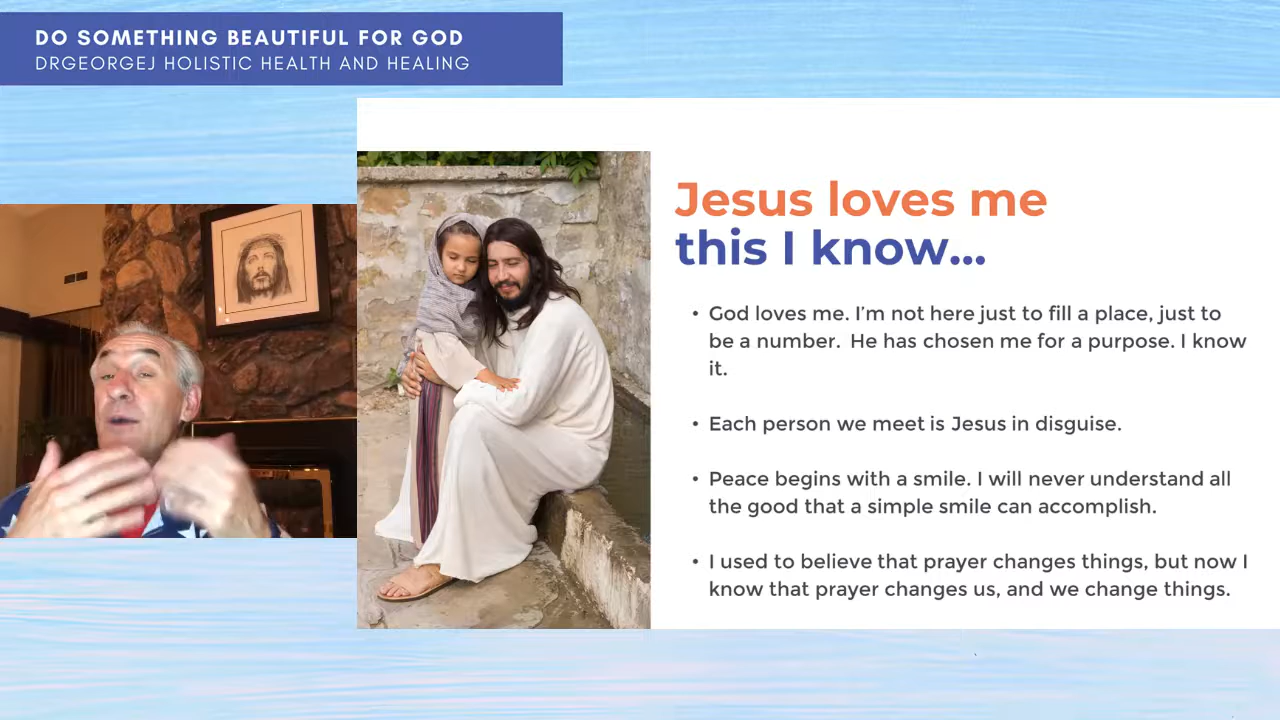 DO SOMETHING BEAUTIFUL FOR GOD
DRGEORGEJ HOLISTIC HEALTH AND HEALING
Jesus loves me
this I know...
• God loves me. I'm not here just to fill a place, just to
be a number.  He has chosen me for a purpose. I know
it.
• Each person we meet is Jesus in disguise.
• Peace begins with a smile. I will never understand all
the good that a simple smile can accomplish.
• I used to believe that prayer changes things, but now I
know that prayer changes us, and we change things.